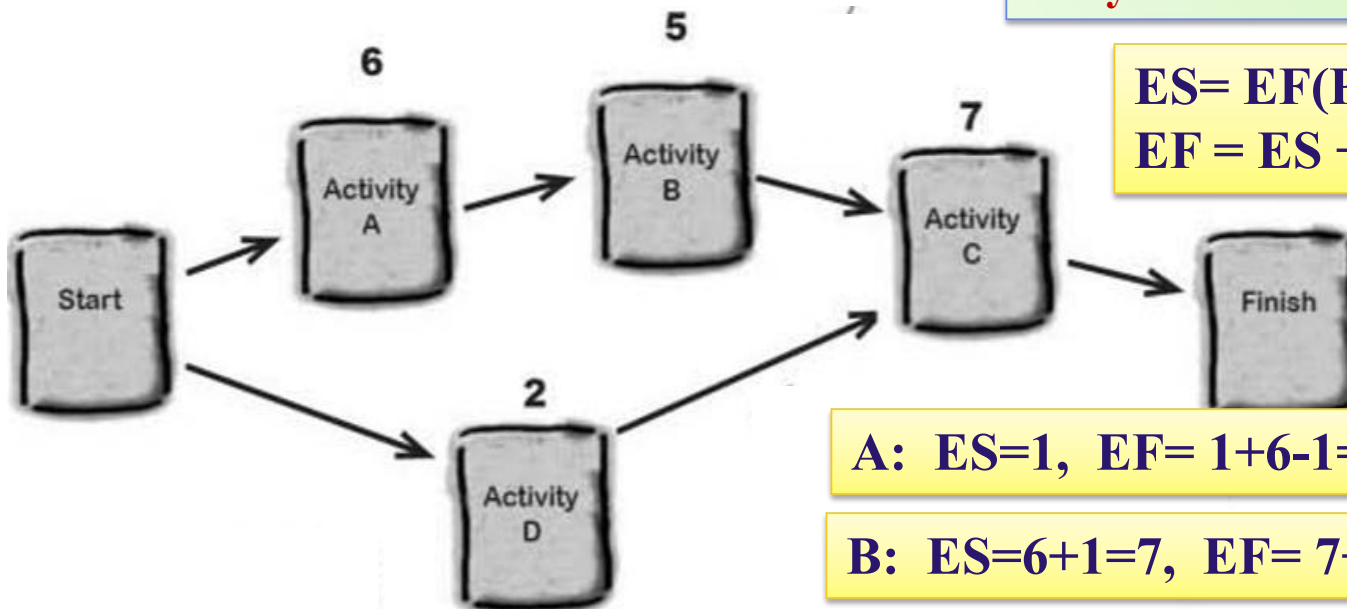 5
6
ES= EF(
EF = ES
7
Activity
B
Activity
A
Activity
C
Start
Finish
2
A: ES=1, EF= 1+6-1=
Activity
D
B: ES=6+1=7, EF= 7+